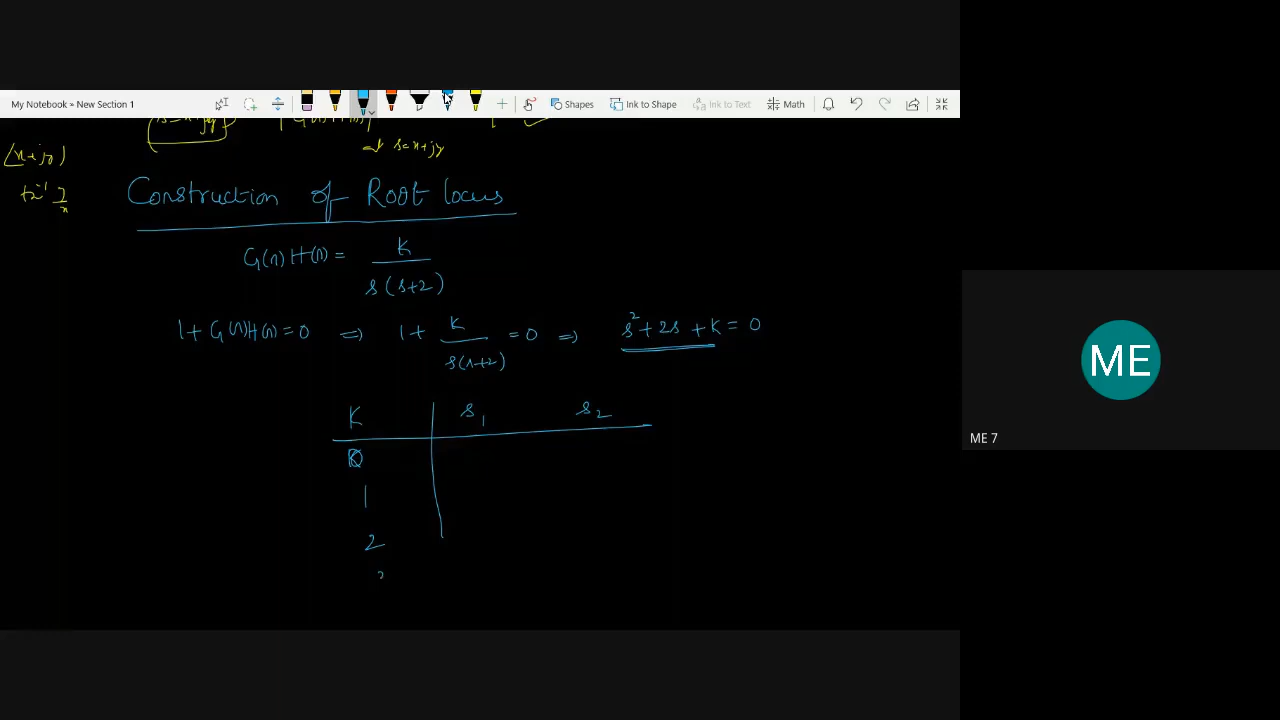 My Notebook » New Section 1
Shapes
Ink to Shape
Ink to Text
Math
s=x+jy
Construction of Root locus
G(s)H(s) = K / s(s+2)
1 + G(s)H(s) = 0 ⇒ 1 + K / s(s+2) = 0 ⇒ s² + 2s + K = 0
K s₁ s₂
0
1
2
ME
ME 7